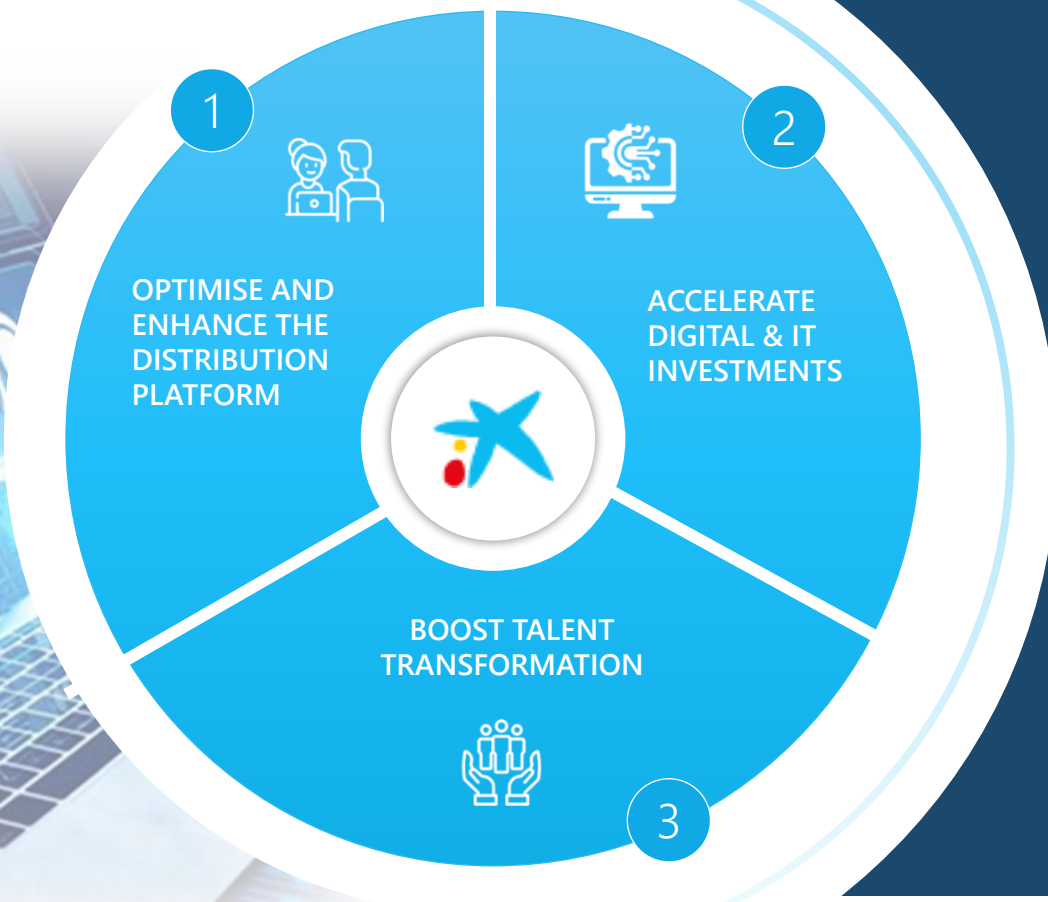 1
OPTIMISE AND
ENHANCE THE
DISTRIBUTION
PLATFORM
2
ACCELERATE
DIGITAL & IT
INVESTMENTS
BOOST TALENT
TRANSFORMATION
3